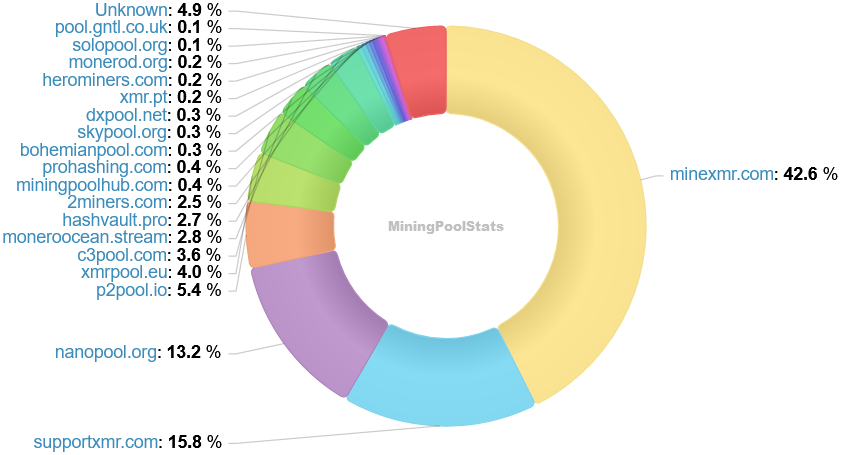 Unknown: 4.9 %
pool.gntl.co.uk: 0.1 %
solopool.org: 0.1 %
monerod.org: 0.2 %
herominers.com: 0.2 %
xmr.pt: 0.2 %
dxpool.net: 0.3 %
skypool.org: 0.3 %
bohemianpool.com: 0.3 %
prohashing.com: 0.4 %
miningpoolhub.com: 0.4 %
2miners.com: 2.5 %
hashvault.pro: 2.7 %
moneroocean.stream: 2.8 %
c3pool.com: 3.6 %
xmrpool.eu: 4.0 %
p2pool.io: 5.4 %
nanopool.org: 13.2 %
supportxmr.com: 15.8 %
MiningPoolStats
minexmr.com: 42.6 %